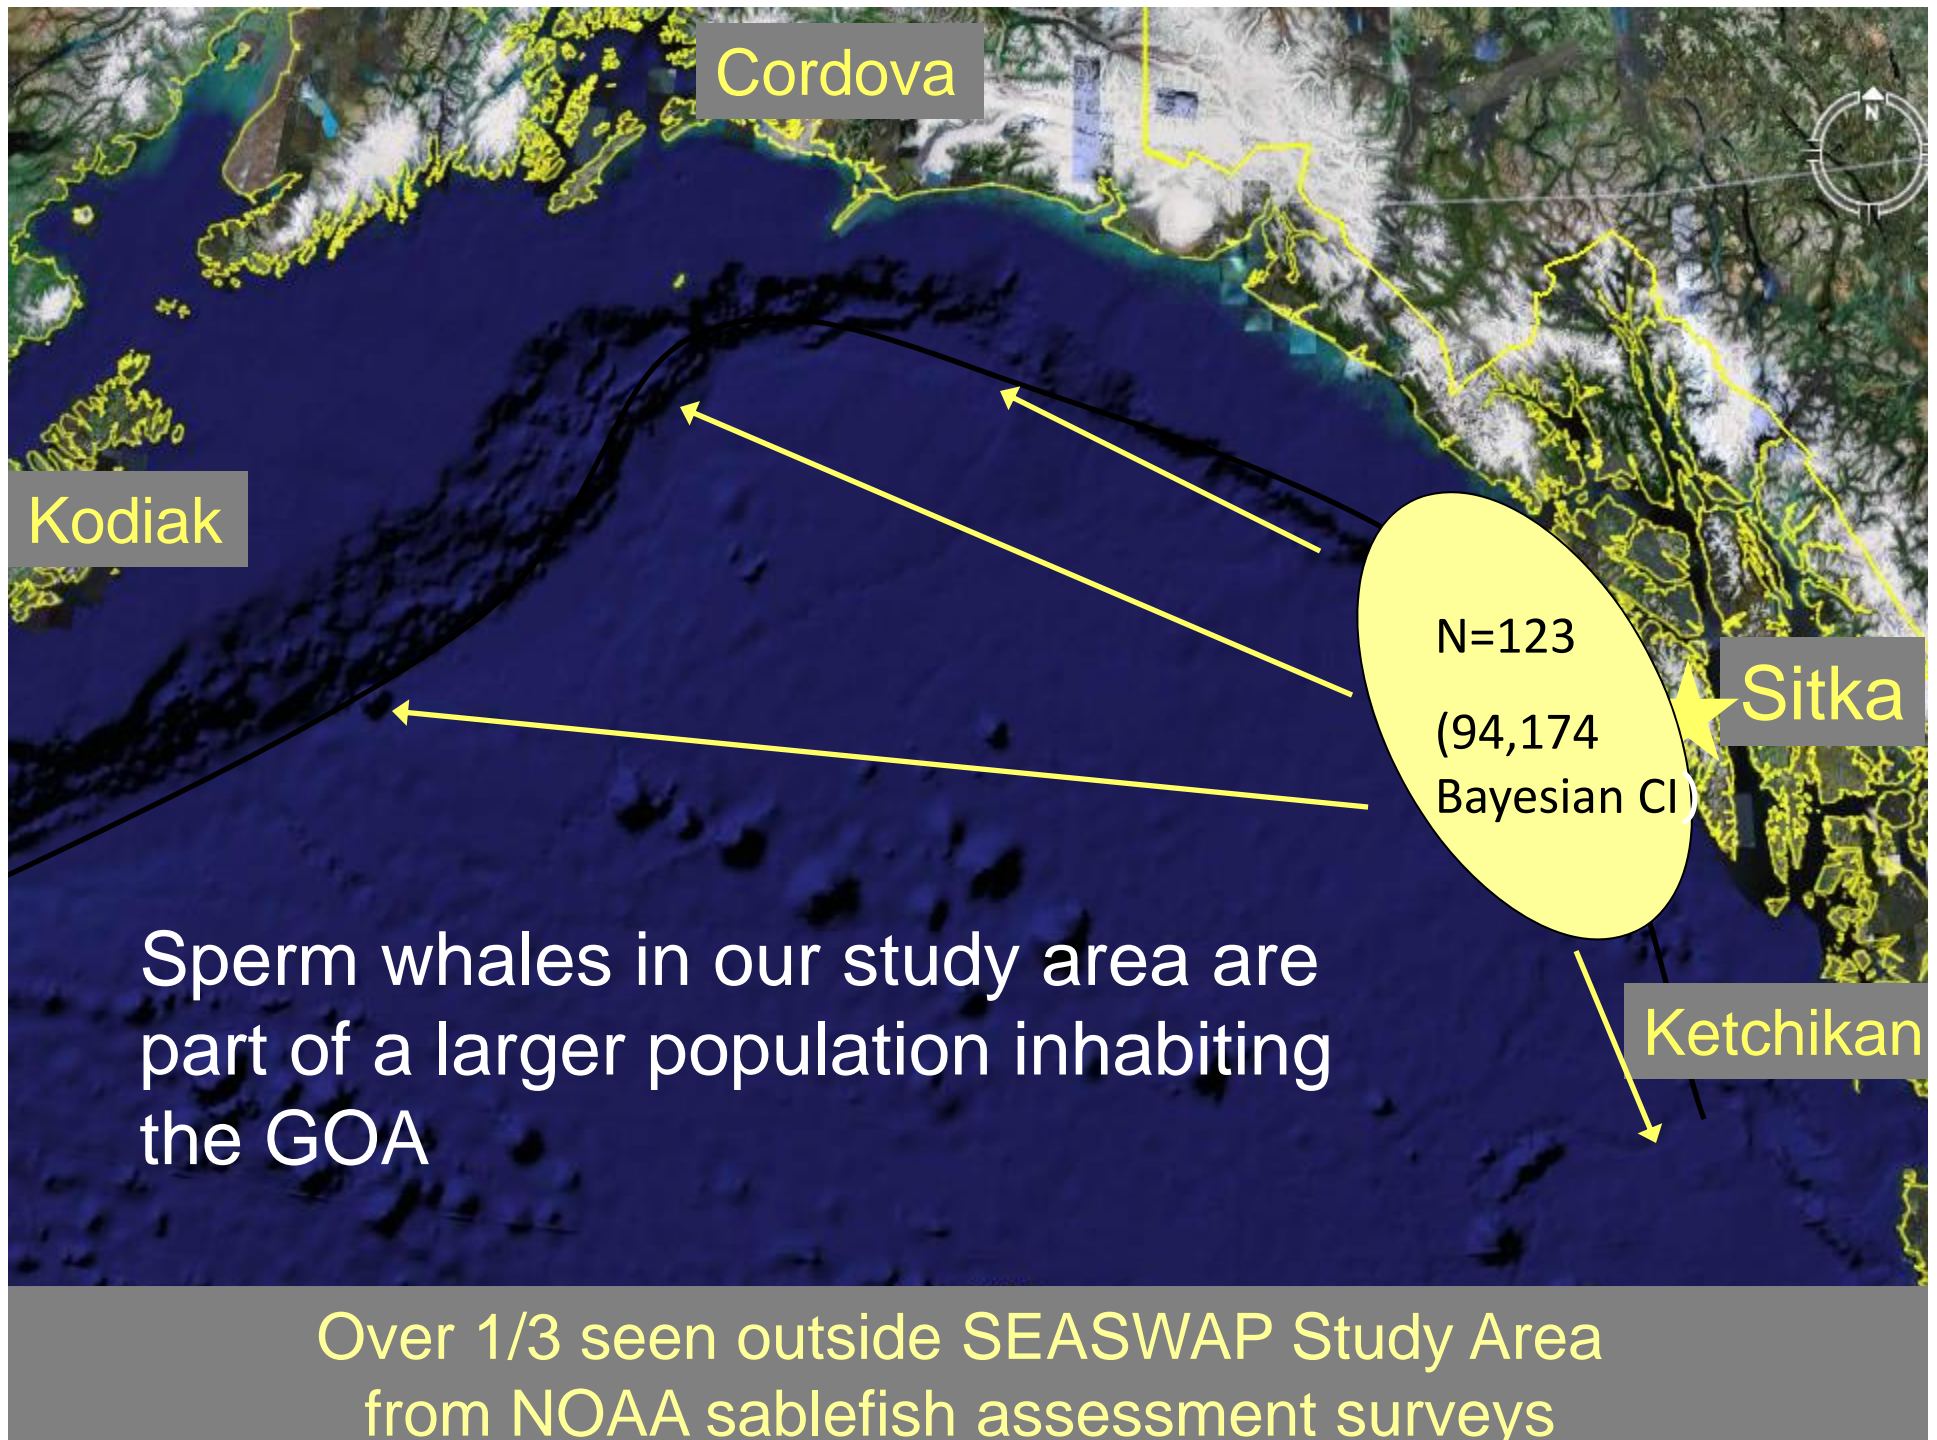 Cordova
N
Kodiak
N=123
Sitka
(94,174
Bayesian CI)
Sperm whales in our study area are
part of a larger population inhabiting
the GOA
Ketchikan
Over 1/3 seen outside SEASWAP Study Area
from NOAA sablefish assessment surveys